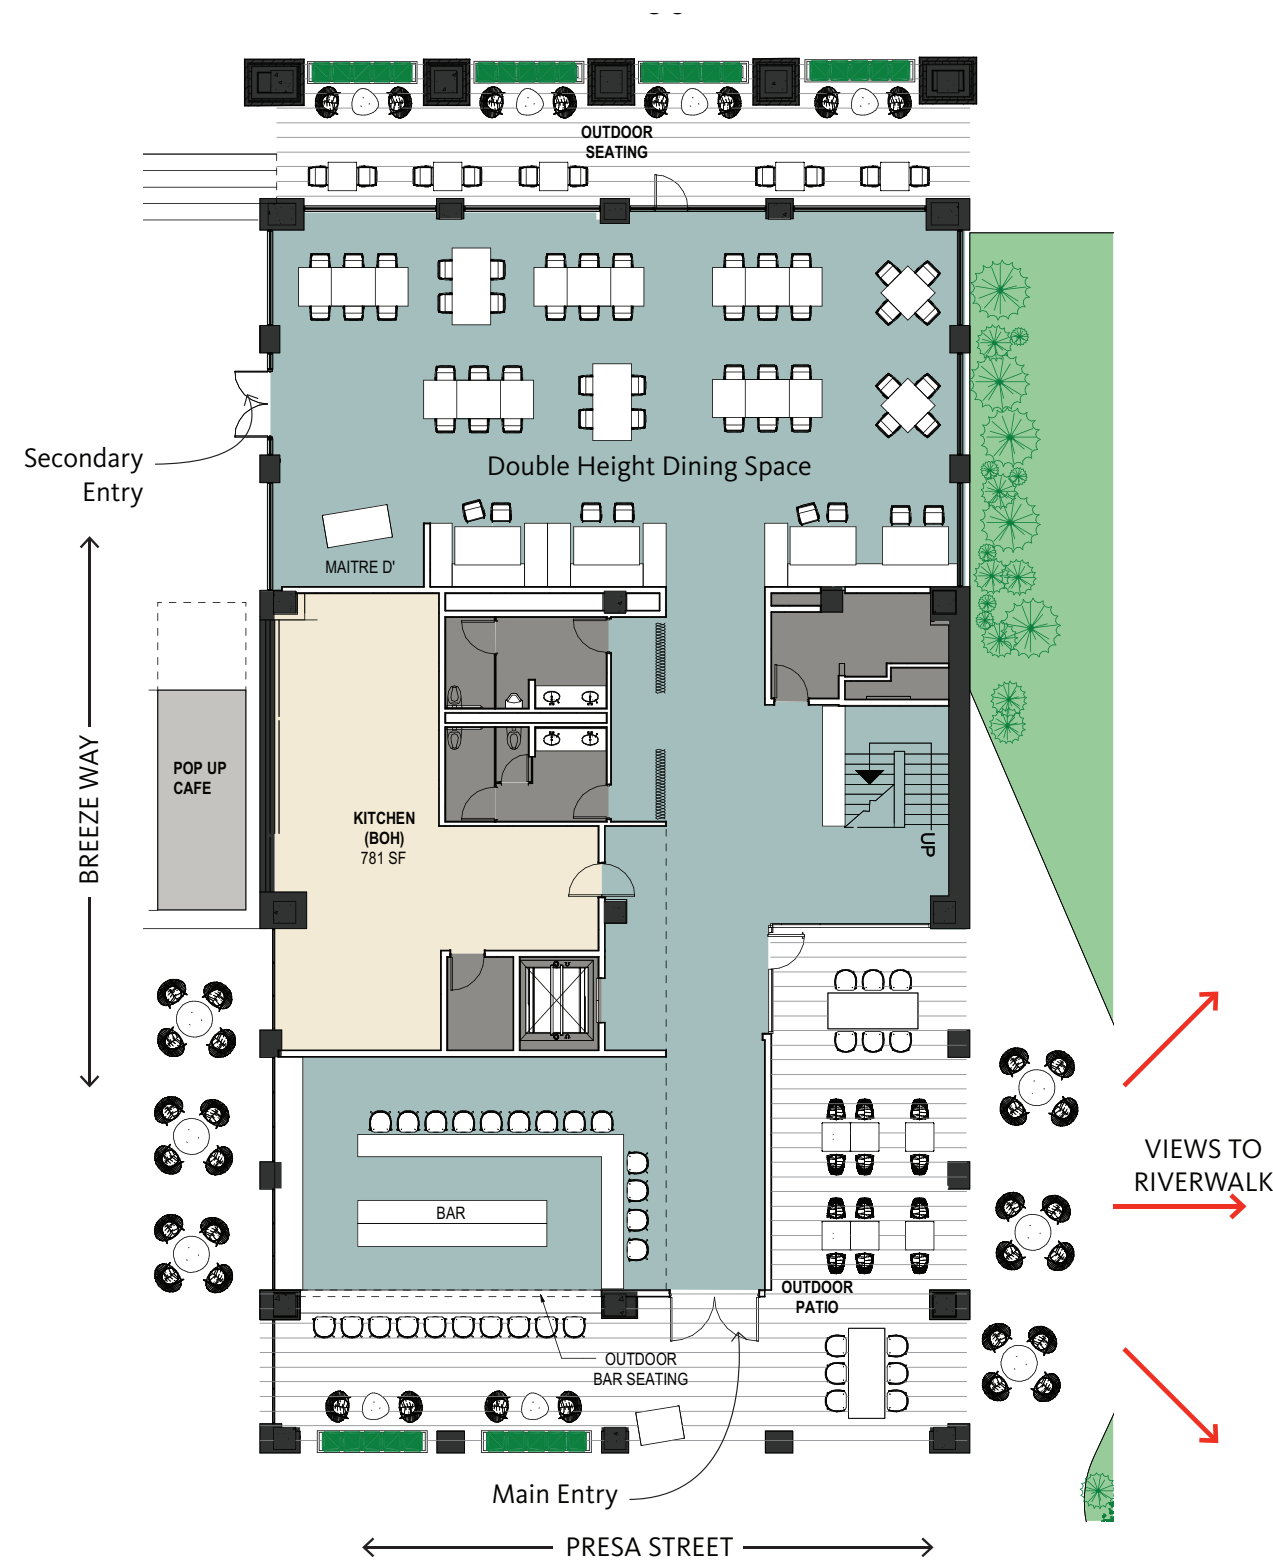 OUTDOOR
SEATING
Secondary
Entry
Double Height Dining Space
MAITRE D'
BREEZE WAY
POP UP
CAFE
KITCHEN
(BOH)
781 SF
UP
VIEWS TO
RIVERWALK
BAR
OUTDOOR
PATIO
OUTDOOR
BAR SEATING
Main Entry
PRESA STREET